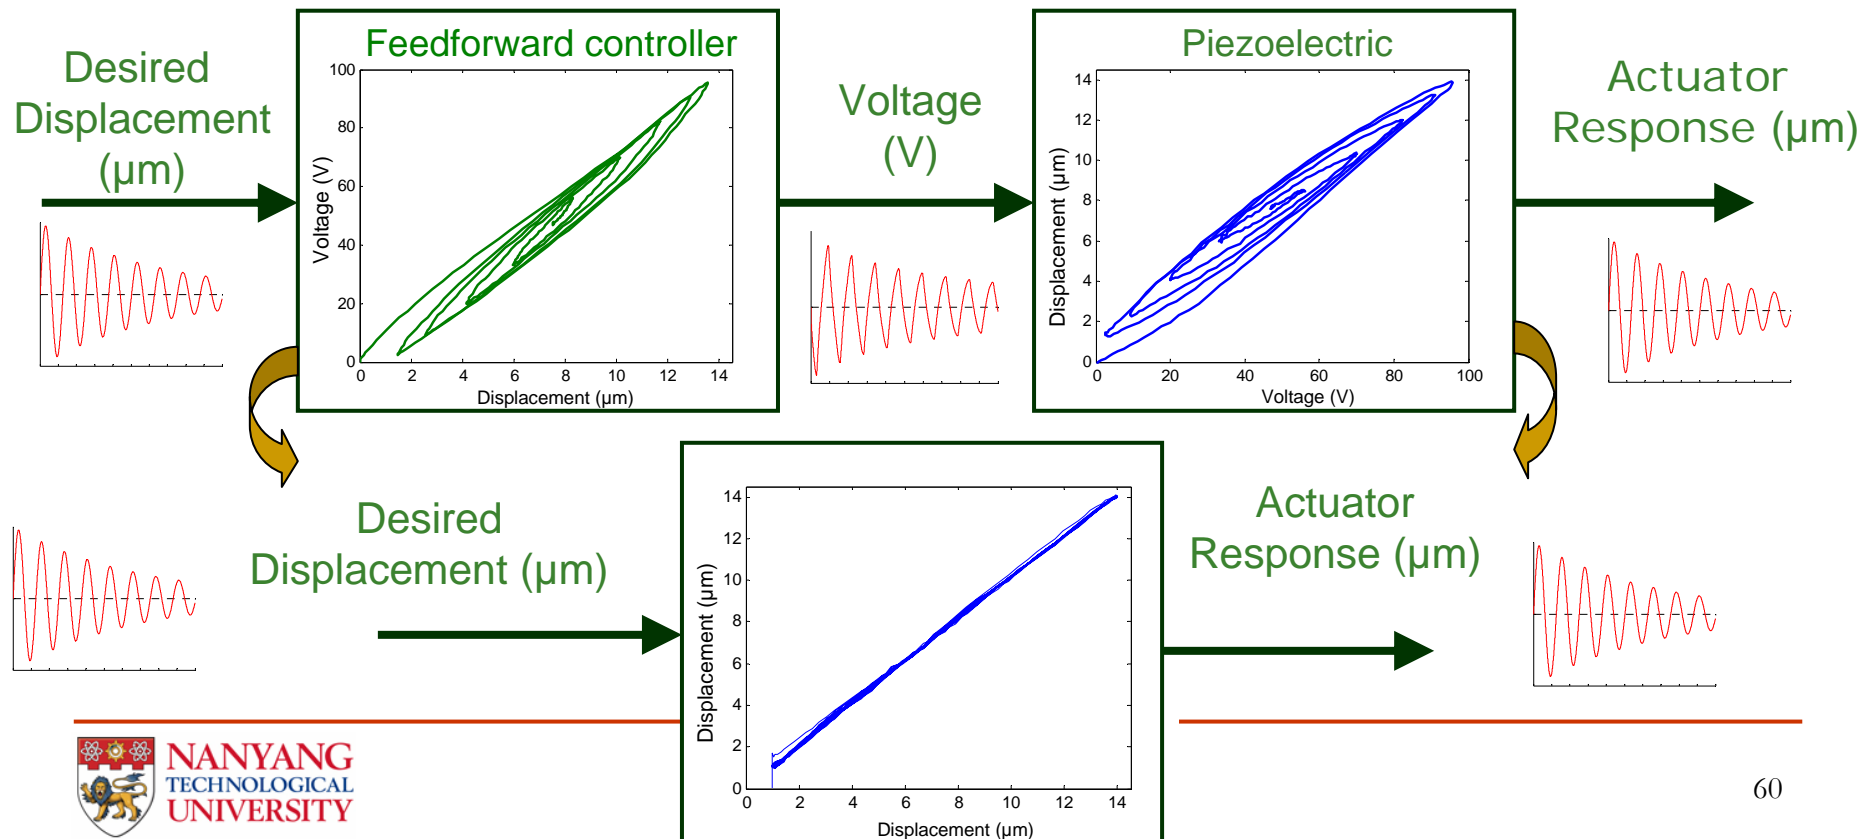 Desired
Displacement
(µm)
Feedforward controller
Voltage (V)
100
80
60
40
20
0
0 2 4 6 8 10 12 14
Displacement (µm)
Voltage
(V)
Piezoelectric
Displacement (µm)
14
12
10
8
6
4
2
0
0 20 40 60 80 100
Voltage (V)
Actuator
Response (µm)
Desired
Displacement (µm)
Displacement (µm)
14
12
10
8
6
4
2
0
0 2 4 6 8 10 12 14
Displacement (µm)
Actuator
Response (µm)
NANYANG
TECHNOLOGICAL
UNIVERSITY
60